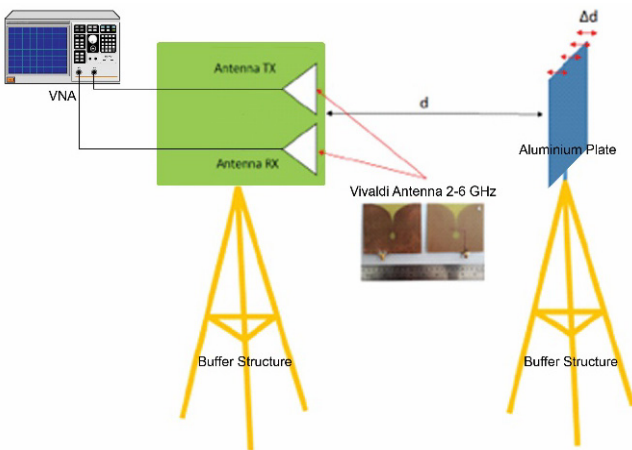 Δd
Antenna TX
VNA
d
Aluminium Plate
Antenna RX
Vivaldi Antenna 2-6 GHz
Buffer Structure
Buffer Structure